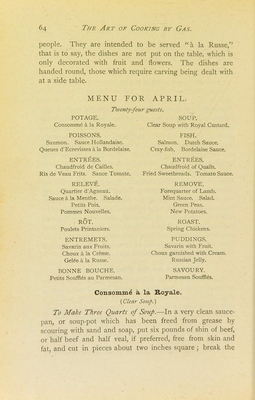 64 THE ART OF COOKING BY GAS.
people. They are intended to be served "à la Russe,"
that is to say, the dishes are not put on the table, which is
only decorated with fruit and flowers. The dishes are
handed round, those which require carving being dealt with
at a side table.
MENU FOR APRIL.
Twenty-four guests.
POTAGE.
Consommé à la Royale.
POISSONS.
Saumon. Sauce Hollandaise.
Queues d'Ecrevisses à la Bordelaise.
ENTRÉES.
Chaudfroid de Cailles.
Ris de Veau Frits. Sauce Tomate.
RELEVÉ.
Quartier d'Agneau.
Sauce à la Menthe. Salade.
Petits Pois.
Pommes Nouvelles.
RÔT.
Poulets Printaniers.
ENTREMETS.
Savarin aux Fruits.
Choux à la Crème.
Gelée à la Russe.
BONNE BOUCHE.
Petits Soufflés au Parmesan.
SOUP.
Clear Soup with Royal Custard.
FISH.
Salmon. Dutch Sauce.
Cray-fish, Bordelaise Sauce.
ENTRÉES.
Chaudfroid of Quails.
Fried Sweetbreads. Tomato Sauce.
REMOVE.
Forequarter of Lamb.
Mint Sauce. Salad.
Green Peas.
New Potatoes.
ROAST.
Spring Chickens.
PUDDINGS.
Savarin with Fruit.
Choux garnished with Cream.
Russian Jelly.
SAVOURY.
Parmesan Soufflés.
Consommé à la Royale.
(Clear Soup.)
To Make Three Quarts of Soup.—In a very clean sauce-
pan, or soup-pot which has been freed from grease by
scouring with sand and soap, put six pounds of shin of beef,
or half beef and half veal, if preferred, free from skin and
fat, and cut in pieces about two inches square; break the